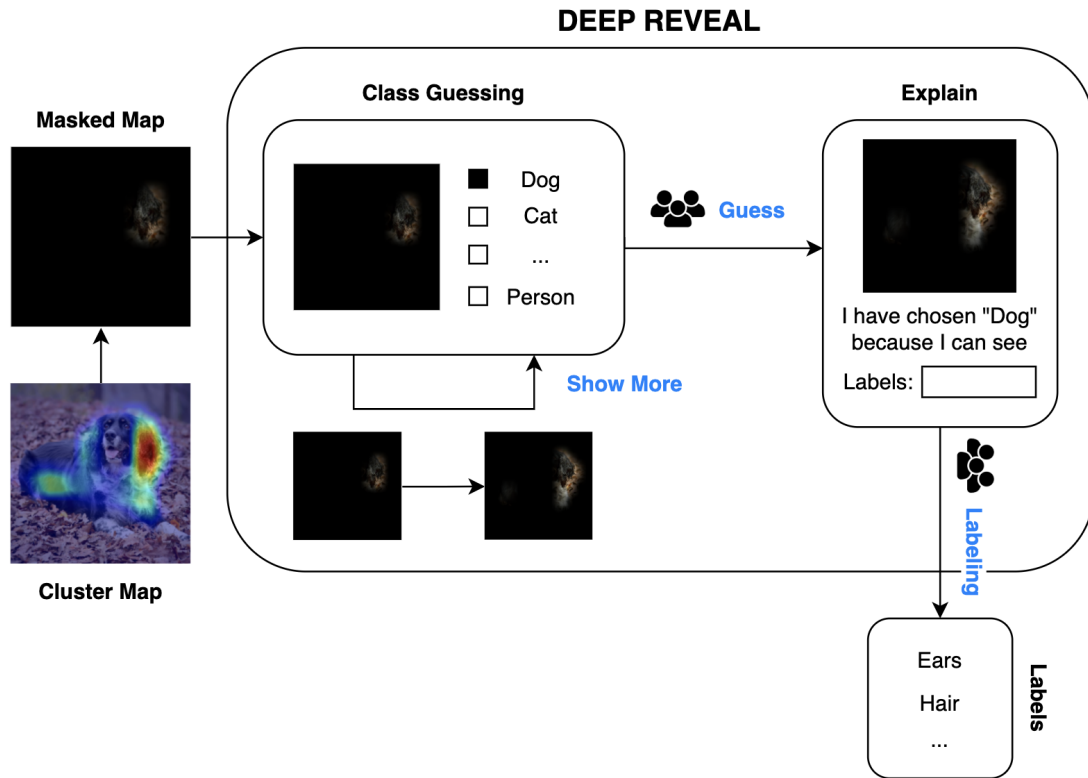 DEEP REVEAL
Class Guessing
Explain
Masked Map
Dog
Cat
...
Person
Guess
Show More
I have chosen "Dog"
because I can see
Labels:
Labeling
Cluster Map
Ears
Hair
...
Labels